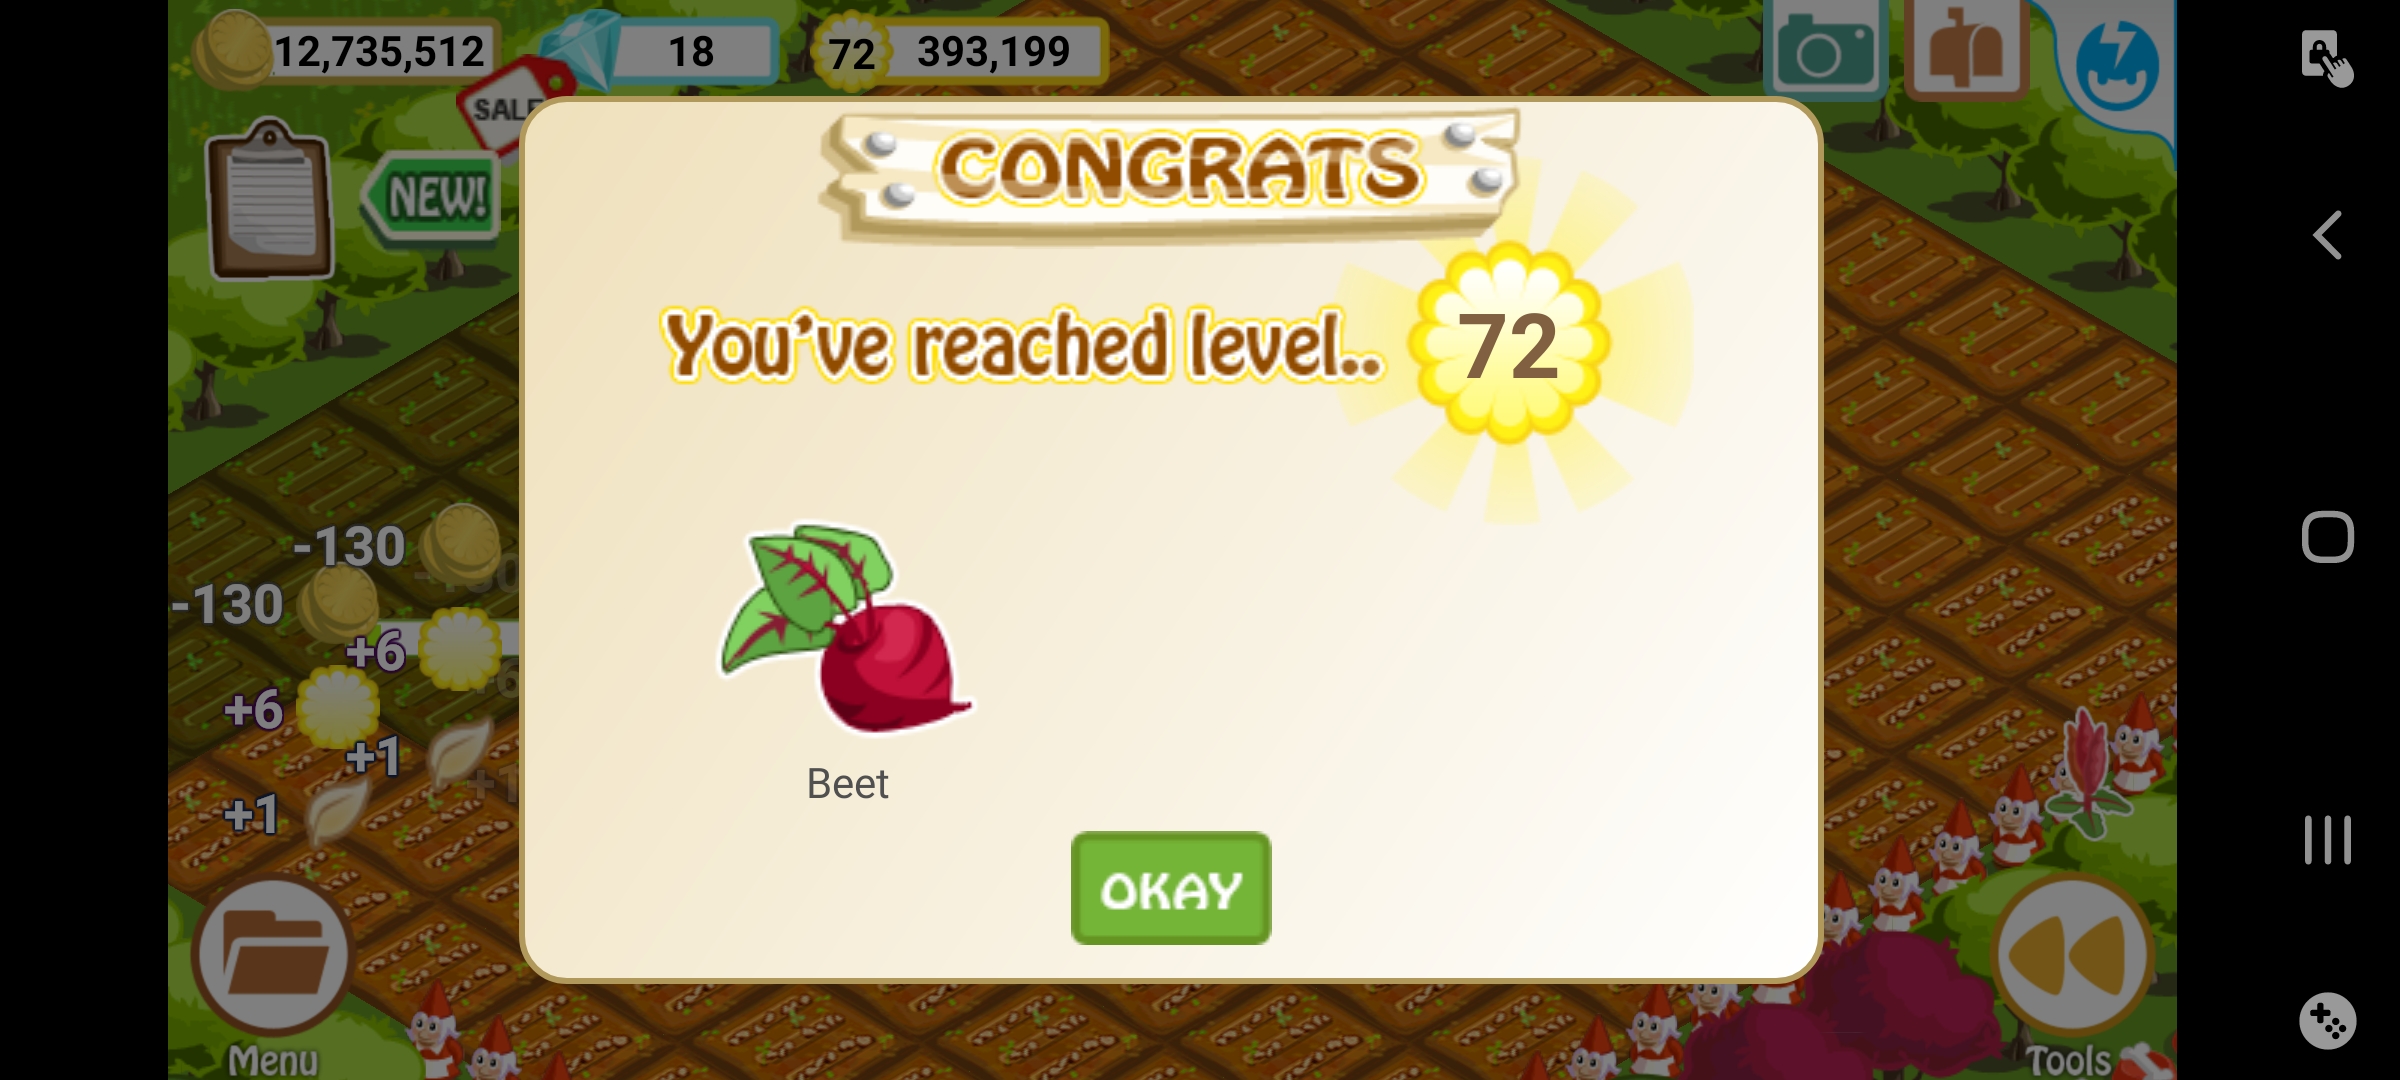 12,735,512
18
72
393,199
SALE
NEW!
CONGRATS
You've reached level..
72
-130
-130
+6
+6
+1
+1
Beet
OKAY
Menu
Tools